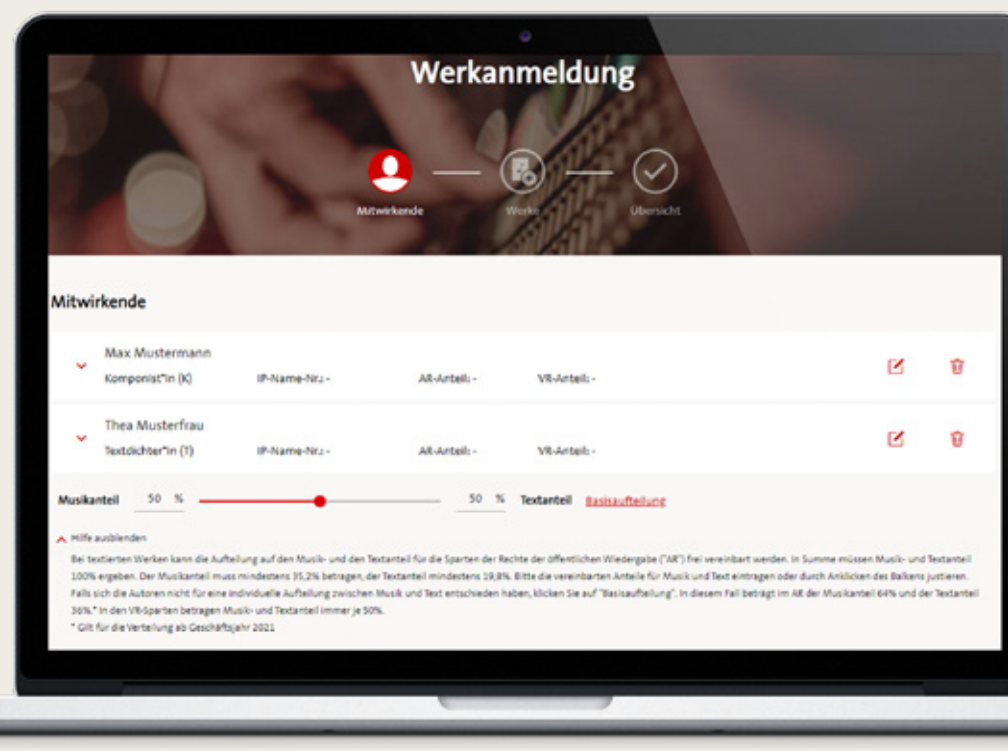 Werkanmeldung
Mitwirkende
Werke
Übersicht
Mitwirkende
Max Mustermann
Komponist*in (K) IP-Name-Nr.: - AR-Anteil: - VR-Anteil: -
Thea Musterfrau
Textdichter*in (T) IP-Name-Nr.: - AR-Anteil: - VR-Anteil: -
Musikanteil 50 % 50 % Textanteil Basisaufteilung
Hilfe ausblenden
Bei textierten Werken kann die Aufteilung auf den Musik- und den Textanteil für die Sparten der Rechte der öffentlichen Wiedergabe ("AR") frei vereinbart werden. In Summe müssen Musik- und Textanteil
100% ergeben. Der Musikanteil muss mindestens 35,2% betragen, der Textanteil mindestens 19,8%. Bitte die vereinbarten Anteile für Musik und Text eintragen oder durch Anklicken des Balkens justieren.
Falls sich die Autoren nicht für eine individuelle Aufteilung zwischen Musik und Text entschieden haben, klicken Sie auf "Basisaufteilung". In diesem Fall beträgt im AR der Musikanteil 64% und der Textanteil
36%.* In den VR-Sparten betragen Musik- und Textanteil immer je 50%.
* Gilt für die Verteilung ab Geschäftsjahr 2021